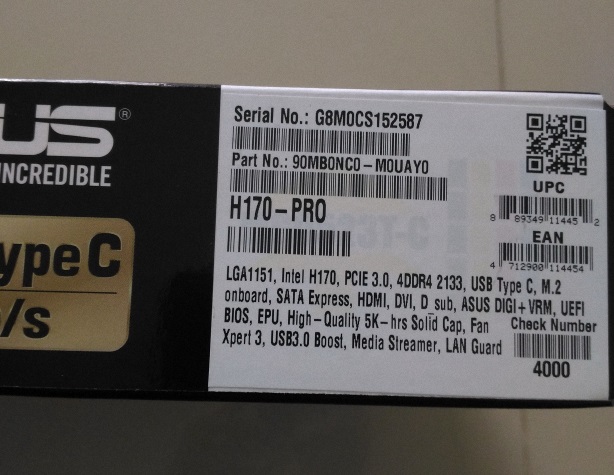 US®
INCREDIBLE
ype C
/s
Serial No.: G8M0CS152587
Part No.: 90MB0NC0-M0UAY0
H170-PRO
UPC
8 89349 11445 2
EAN
4 712900 114454
LGA1151, Intel H170, PCIE 3.0, 4DDR4 2133, USB Type C, M.2
onboard, SATA Express, HDMI, DVI, D sub, ASUS DIGI+VRM, UEFI
BIOS, EPU, High-Quality 5K-hrs Solid Cap, Fan
Xpert 3, USB3.0 Boost, Media Streamer, LAN Guard
Check Number
4000